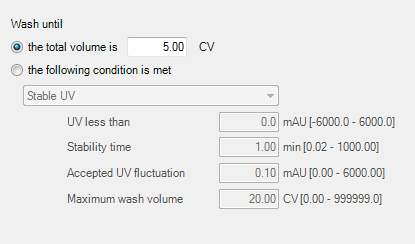 Wash until
the total volume is 5.00 CV
the following condition is met
Stable UV
UV less than 0.0 mAU [-6000.0 - 6000.0]
Stability time 1.00 min [0.02 - 1000.00]
Accepted UV fluctuation 0.10 mAU [0.00 - 6000.00]
Maximum wash volume 20.00 CV [0.00 - 999999.0]